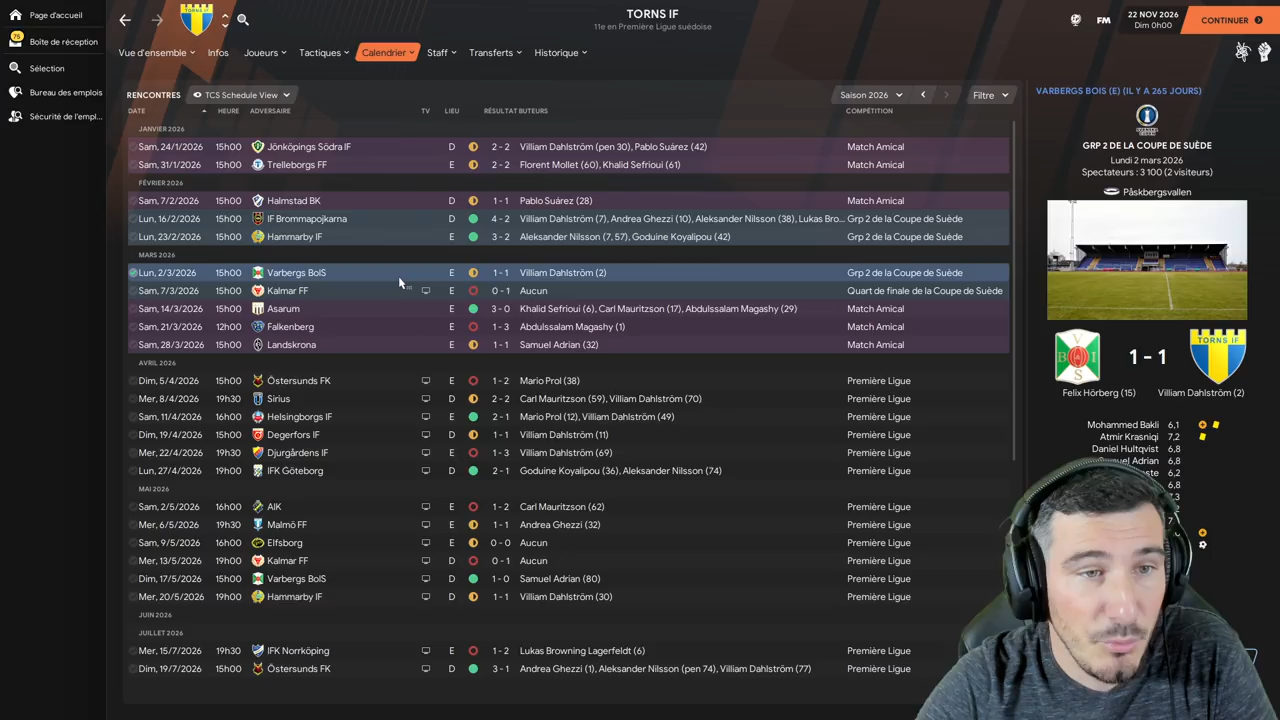 Page d'accueil
75
Boîte de réception
Sélection
Bureau des emplois
Sécurité de l'empl...
TORNS IF
11e en Première Ligue suédoise
FM
22 NOV 2026
Dim 0h00
CONTINUER
Vue d'ensemble
Infos
Joueurs
Tactiques
Calendrier
Staff
Transferts
Historique
RENCONTRES
TCS Schedule View
Saison 2026
Filtre
DATE HEURE ADVERSAIRE TV LIEU RÉSULTAT BUTEURS COMPÉTITION
JANVIER 2026
Sam, 24/1/2026 15h00 Jönköpings Södra IF D 2 - 2 Villiam Dahlström (pen 30), Pablo Suárez (42) Match Amical
Sam, 31/1/2026 15h00 Trelleborgs FF E 2 - 2 Florent Mollet (60), Khalid Sefrioui (61) Match Amical
FÉVRIER 2026
Sam, 7/2/2026 15h00 Halmstad BK D 1 - 1 Pablo Suárez (28) Match Amical
Lun, 16/2/2026 15h00 IF Brommapojkarna D 4 - 2 Villiam Dahlström (7), Andrea Ghezzi (10), Aleksander Nilsson (38), Lukas Bro... Grp 2 de la Coupe de Suède
Lun, 23/2/2026 15h00 Hammarby IF E 3 - 2 Aleksander Nilsson (7, 57), Goduine Koyalipou (42) Grp 2 de la Coupe de Suède
MARS 2026
Lun, 2/3/2026 15h00 Varbergs BoIS E 1 - 1 Villiam Dahlström (2) Grp 2 de la Coupe de Suède
Sam, 7/3/2026 15h00 Kalmar FF E 0 - 1 Aucun Quart de finale de la Coupe de Suède
Sam, 14/3/2026 15h00 Asarum E 3 - 0 Khalid Sefrioui (6), Carl Mauritzson (17), Abdulssalam Magashy (29) Match Amical
Sam, 21/3/2026 12h00 Falkenberg E 1 - 3 Abdulssalam Magashy (1) Match Amical
Sam, 28/3/2026 15h00 Landskrona E 1 - 1 Samuel Adrian (32) Match Amical
AVRIL 2026
Dim, 5/4/2026 15h00 Östersunds FK E 1 - 2 Mario Prol (38) Première Ligue
Mer, 8/4/2026 19h30 Sirius D 2 - 2 Carl Mauritzson (59), Villiam Dahlström (70) Première Ligue
Sam, 11/4/2026 16h00 Helsingborgs IF E 2 - 1 Mario Prol (12), Villiam Dahlström (49) Première Ligue
Dim, 19/4/2026 15h00 Degerfors IF D 1 - 1 Villiam Dahlström (11) Première Ligue
Mer, 22/4/2026 19h30 Djurgårdens IF E 1 - 3 Villiam Dahlström (69) Première Ligue
Lun, 27/4/2026 19h00 IFK Göteborg D 2 - 1 Goduine Koyalipou (36), Aleksander Nilsson (74) Première Ligue
MAI 2026
Sam, 2/5/2026 16h00 AIK E 1 - 2 Carl Mauritzson (62) Première Ligue
Mer, 6/5/2026 19h30 Malmö FF E 1 - 1 Andrea Ghezzi (32) Première Ligue
Sam, 9/5/2026 16h00 Elfsborg E 0 - 0 Aucun Première Ligue
Mer, 13/5/2026 19h00 Kalmar FF D 0 - 1 Aucun Première Ligue
Dim, 17/5/2026 15h00 Varbergs BoIS D 1 - 0 Samuel Adrian (80) Première Ligue
Mer, 20/5/2026 19h00 Hammarby IF D 1 - 1 Villiam Dahlström (30) Première Ligue
JUIN 2026
JUILLET 2026
Mer, 15/7/2026 19h30 IFK Norrköping E 1 - 2 Lukas Browning Lagerfeldt (6) Première Ligue
Dim, 19/7/2026 15h00 Östersunds FK D 3 - 1 Andrea Ghezzi (1), Aleksander Nilsson (pen 74), Villiam Dahlström (77) Première Ligue
VARBERGS BOIS (E) (IL Y A 265 JOURS)
GRP 2 DE LA COUPE DE SUÈDE
Lundi 2 mars 2026
Spectateurs : 3 100 (2 visiteurs)
Påskbergsvallen
V
B I
S
1 - 1
TORNS IF
Felix Hörberg (15)
Villiam Dahlström (2)
Mohammed Bakli 6,1
Atmir Krasniqi 7,2
Daniel Hultqvist 6,8
Samuel Adrian 6,8
6,2
6,8